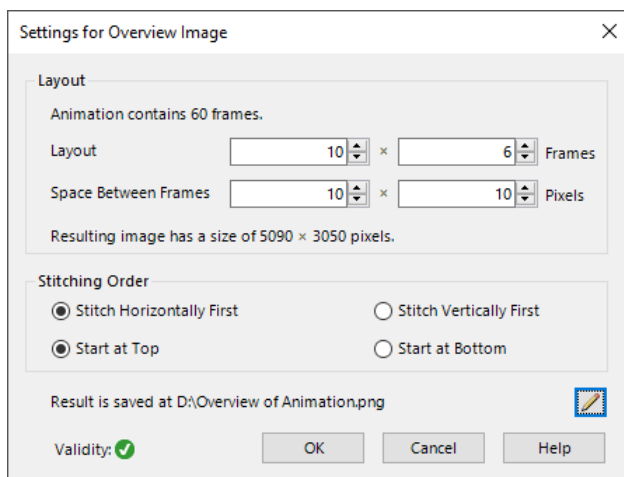 Settings for Overview Image
Layout
Animation contains 60 frames.
Layout 10 × 6 Frames
Space Between Frames 10 × 10 Pixels
Resulting image has a size of 5090 × 3050 pixels.
Stitching Order
Stitch Horizontally First Stitch Vertically First
Start at Top Start at Bottom
Result is saved at D:\Overview of Animation.png
Validity: OK Cancel Help